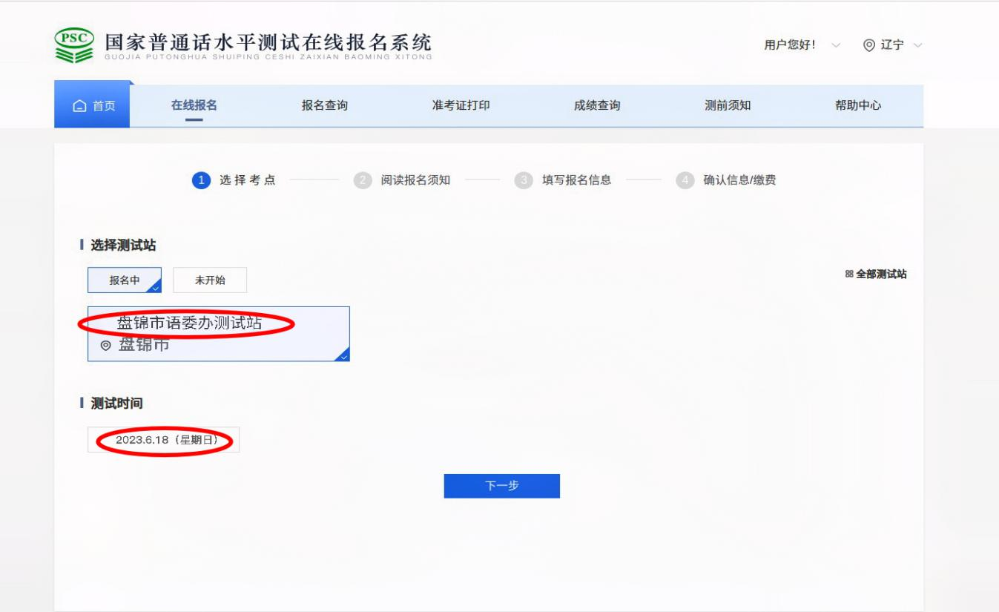 PSC
国家普通话水平测试在线报名系统
GUOJIA PUTONGHUA SHUIPING CESHI ZAIXIAN BAOMING XITONG
用户您好！ 辽宁
首页 在线报名 报名查询 准考证打印 成绩查询 测前须知 帮助中心
1 选择考点 2 阅读报名须知 3 填写报名信息 4 确认信息/缴费
选择测试站
报名中 未开始
全部测试站
盘锦市语委办测试站
盘锦市
测试时间
2023.6.18（星期日）
下一步